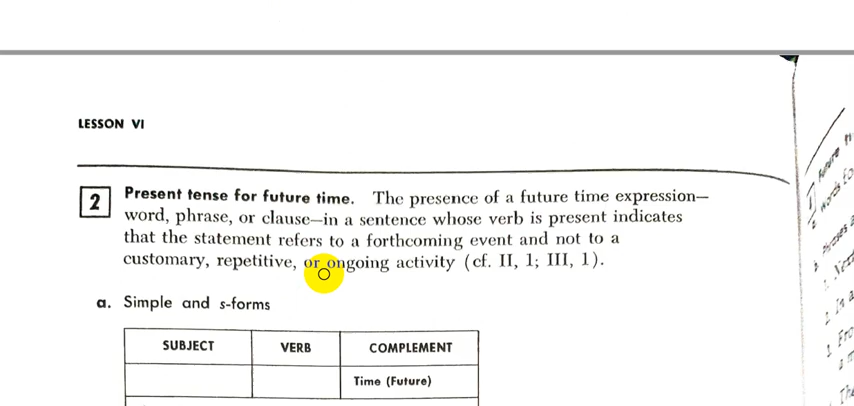 LESSON VI
2 Present tense for future time. The presence of a future time expression—
word, phrase, or clause—in a sentence whose verb is present indicates
that the statement refers to a forthcoming event and not to a
customary, repetitive, or ongoing activity (cf. II, 1; III, 1).
a. Simple and s-forms
SUBJECT VERB COMPLEMENT
Time (Future)